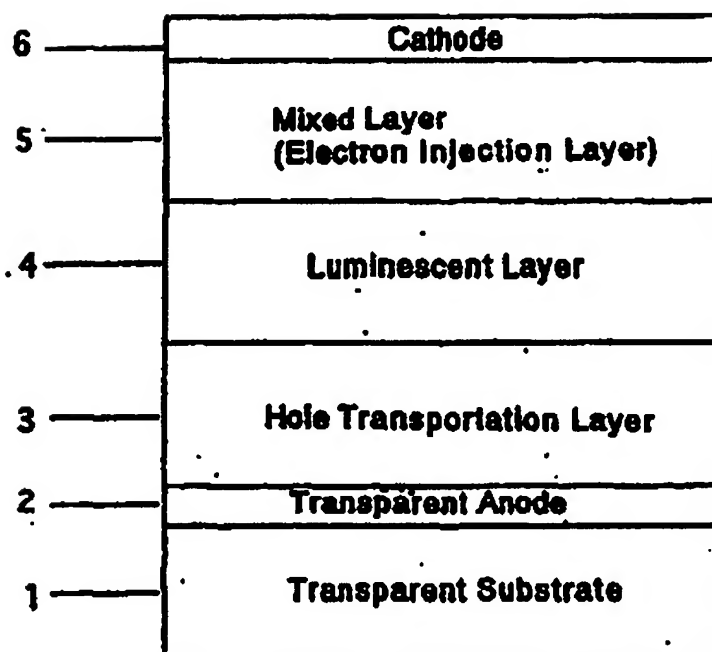 6 Cathode
5 Mixed Layer
(Electron Injection Layer)
4 Luminescent Layer
3 Hole Transportation Layer
2 Transparent Anode
1 Transparent Substrate